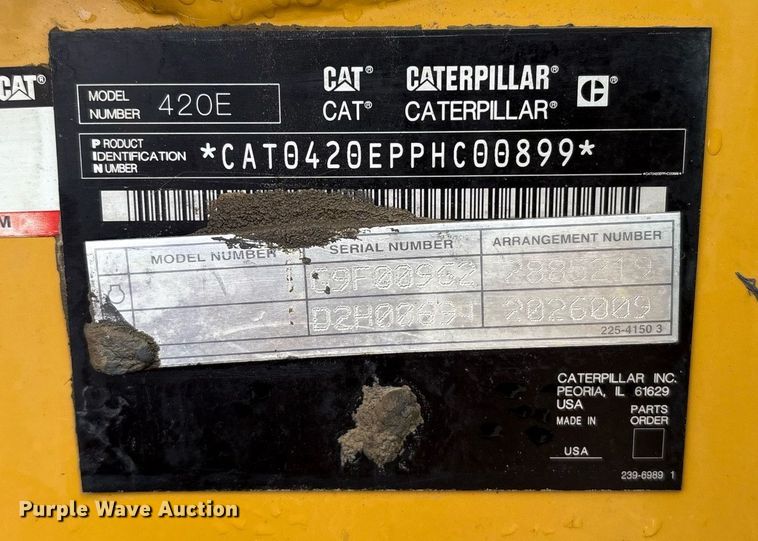 CAT®
M
CAT® CATERPILLAR®
CAT® CATERPILLAR®
MODEL NUMBER 420E
PRODUCT IDENTIFICATION NUMBER *CAT0420EPPHC00899*
*CAT0420EPPHC00899*
MODEL NUMBER SERIAL NUMBER ARRANGEMENT NUMBER
D2H00694 2026009
225-4150 3
CATERPILLAR INC.
PEORIA, IL 61629
USA
MADE IN
USA
PARTS ORDER
239-6989 1
Purple Wave Auction